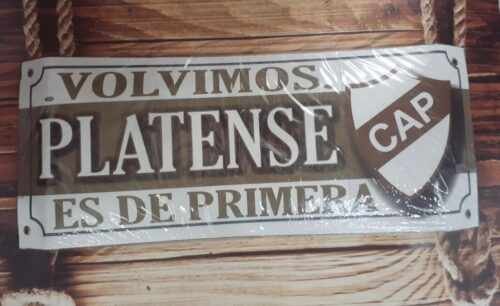 VOLVIMOS
PLATENSE
CAP
ES DE PRIMERA